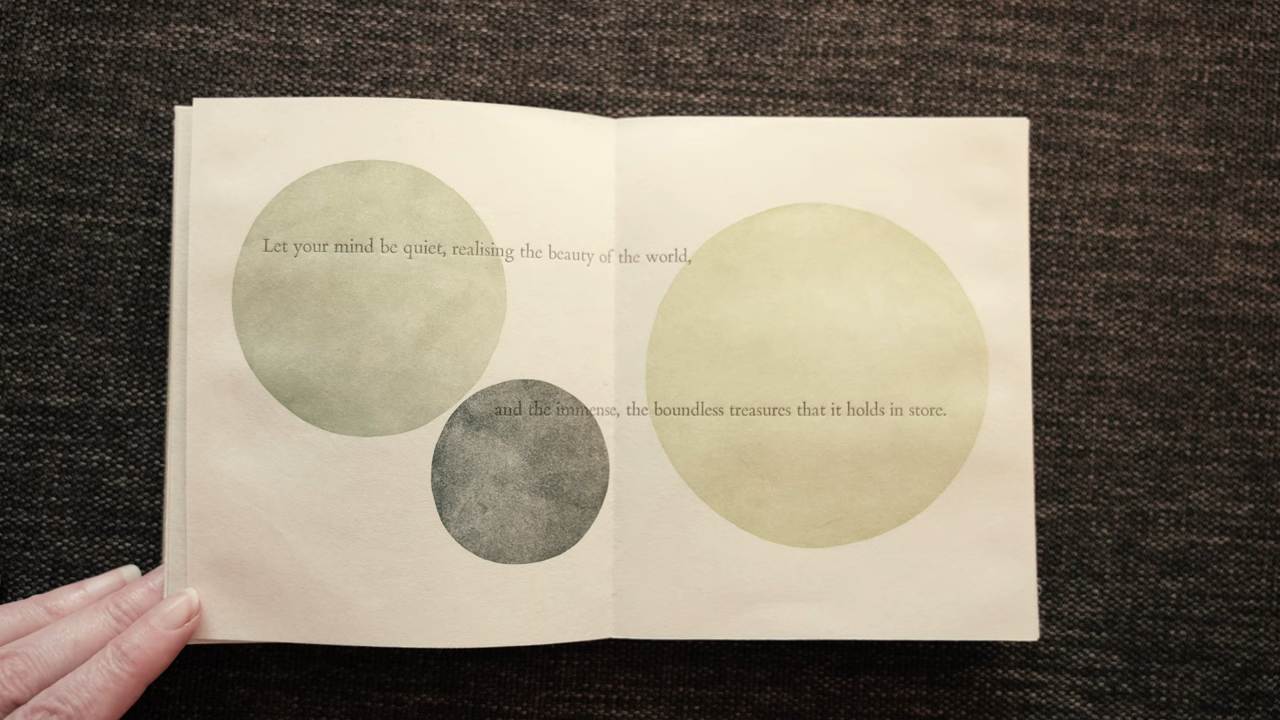 Let your mind be quiet, realising the beauty of the world,
and the immense, the boundless treasures that it holds in store.